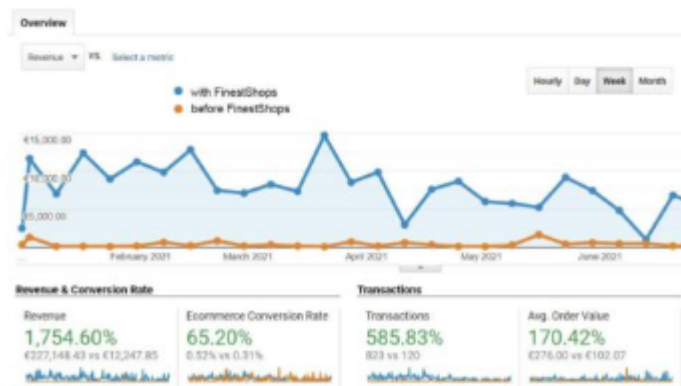 Overview
Revenue VS. Select a metric
Hourly Day Week Month
with FinestShops
before FinestShops
€15,000.00
€10,000.00
€5,000.00
...
February 2021 March 2021 April 2021 May 2021 June 2021
Revenue & Conversion Rate
Transactions
Revenue
Ecommerce Conversion Rate
Transactions
Avg. Order Value
1,754.60%
65.20%
585.83%
170.42%
€227,148.43 vs €12,247.85
0.52% vs 0.31%
823 vs 120
€276.00 vs €102.07